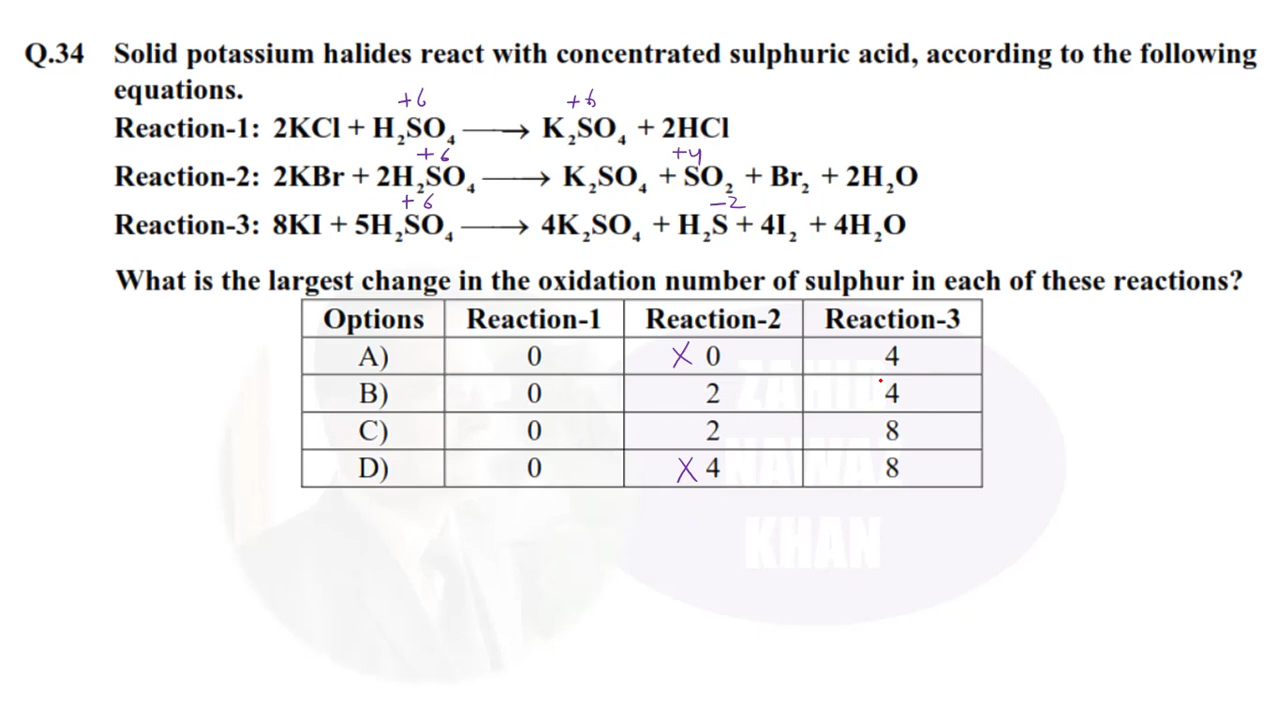 Q.34 Solid potassium halides react with concentrated sulphuric acid, according to the following
equations.
+6 +6
Reaction-1: 2KCl + H₂SO₄ ⟶ K₂SO₄ + 2HCl
+6 +4
Reaction-2: 2KBr + 2H₂SO₄ ⟶ K₂SO₄ + SO₂ + Br₂ + 2H₂O
+6 -2
Reaction-3: 8KI + 5H₂SO₄ ⟶ 4K₂SO₄ + H₂S + 4I₂ + 4H₂O
What is the largest change in the oxidation number of sulphur in each of these reactions?
Options Reaction-1 Reaction-2 Reaction-3
A) 0 X 0 4
B) 0 2 4
C) 0 2 8
D) 0 X 4 8
ZAHID
NAWAZ
KHAN